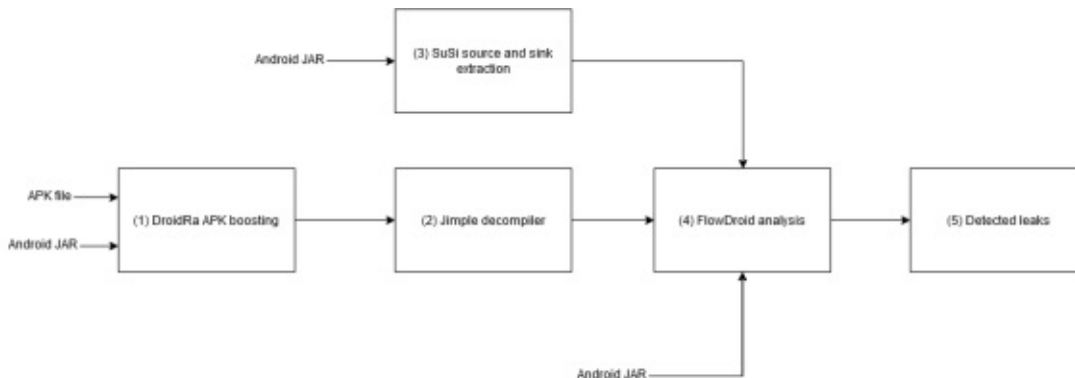 Android JAR
(3) SuSi source and sink
extraction
APK file
Android JAR
(1) DroidRa APK boosting
(2) Jimple decompiler
(4) FlowDroid analysis
(5) Detected leaks
Android JAR